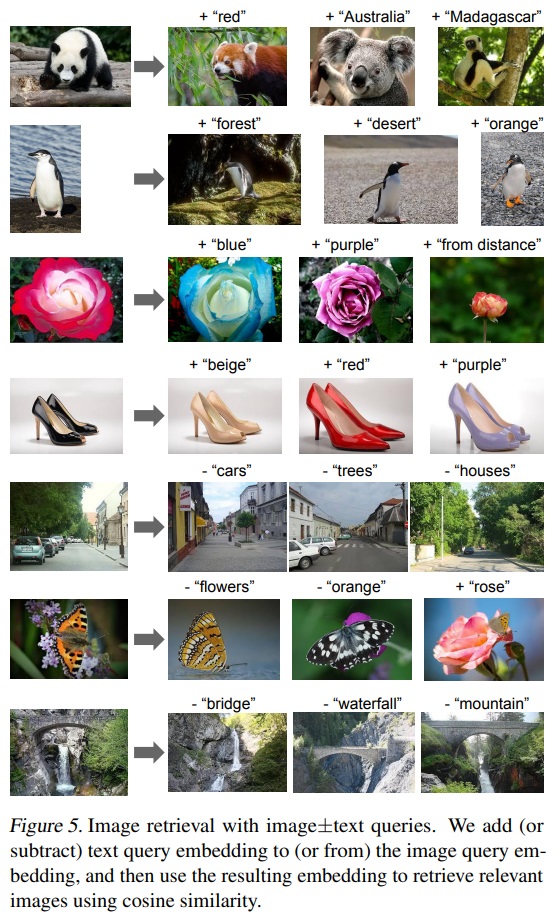 + “red” + “Australia” + “Madagascar”
+ “forest” + “desert” + “orange”
+ “blue” + “purple” + “from distance”
+ “beige” + “red” + “purple”
- “cars” - “trees” - “houses”
- “flowers” - “orange” + “rose”
- “bridge” - “waterfall” - “mountain”
Figure 5. Image retrieval with image±text queries. We add (or
subtract) text query embedding to (or from) the image query em-
bedding, and then use the resulting embedding to retrieve relevant
images using cosine similarity.